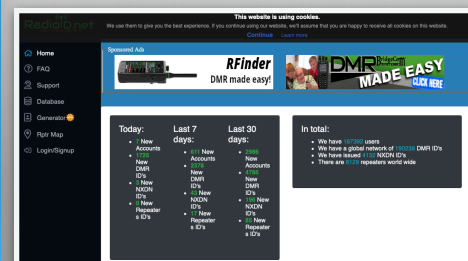 This website is using cookies.
We use them to give you the best experience. If you continue using our website, we'll assume that you are happy to receive all cookies on this website.
Continue Learn more
RadioID.net
Sponsored Ads
Home
FAQ
Support
Database
Generator
Rptr Map
Login/Signup
RFinder
DMR made easy!
BridgeCom
DMR
MADE EASY
CLICK HERE
Today:
7 New
Accounts
New
DMR
ID's
New
NXDN
ID's
New
Repeater
s ID's
Last 7
days:
611 New
Accounts
New
DMR
ID's
New
NXDN
ID's
17 New
Repeater
s ID's
Last 30
days:
New
Accounts
New
DMR
ID's
New
NXDN
ID's
New
Repeater
s ID's
In total:
We have users
We have a global network of DMR ID's
We have issued NXDN ID's
There are repeaters world wide